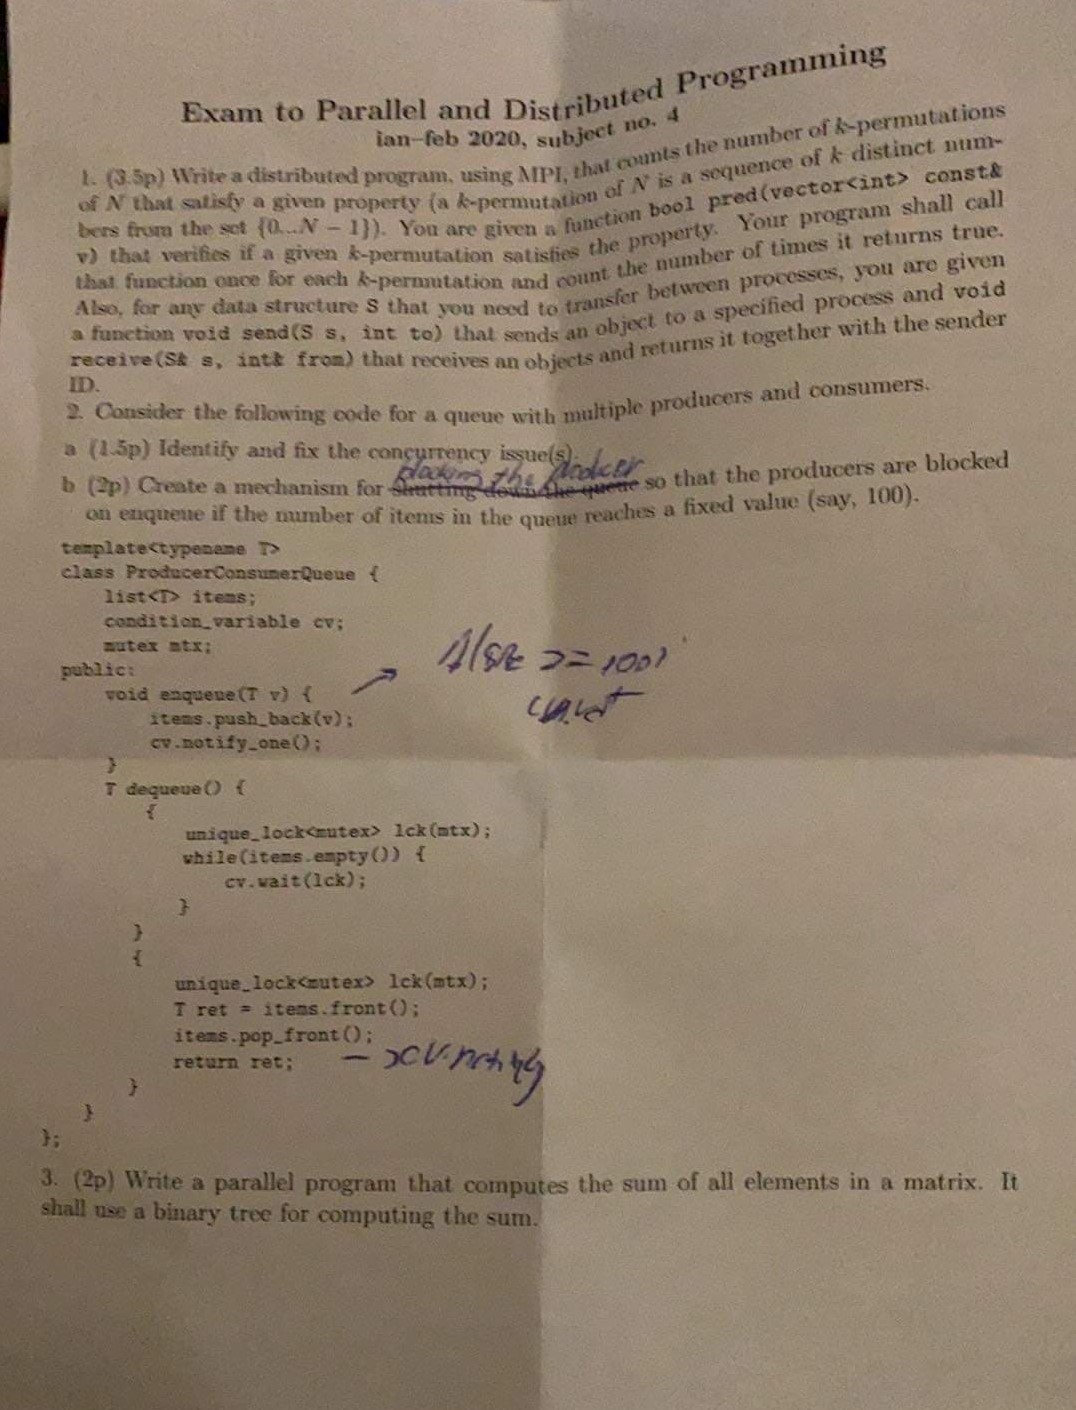 Exam to Parallel and Distributed Programming
ian–feb 2020, subject no. 4
1. (3.5p) Write a distributed program, using MPI, that counts the number of k-permutations
of N that satisfy a given property (a k-permutation of N is a sequence of k distinct num-
bers from the set {0...N − 1}). You are given a function bool pred(vector<int> const&
v) that verifies if a given k-permutation satisfies the property. Your program shall call
that function once for each k-permutation and count the number of times it returns true.
Also, for any data structure S that you need to transfer between processes, you are given
a function void send(S s, int to) that sends an object to a specified process and void
receive(S& s, int& from) that receives an objects and returns it together with the sender
ID.
2. Consider the following code for a queue with multiple producers and consumers.
a (1.5p) Identify and fix the concurrency issue(s).
blocking the producer
b (2p) Create a mechanism for shutting down the queue so that the producers are blocked
on enqueue if the number of items in the queue reaches a fixed value (say, 100).
template<typename T>
class ProducerConsumerQueue {
list<T> items;
condition_variable cv;
mutex mtx;
public:
void enqueue(T v) {
items.push_back(v);
cv.notify_one();
}
T dequeue() {
{
unique_lock<mutex> lck(mtx);
while(items.empty()) {
cv.wait(lck);
}
}
{
unique_lock<mutex> lck(mtx);
T ret = items.front();
items.pop_front();
return ret;
}
}
};
3. (2p) Write a parallel program that computes the sum of all elements in a matrix. It
shall use a binary tree for computing the sum.